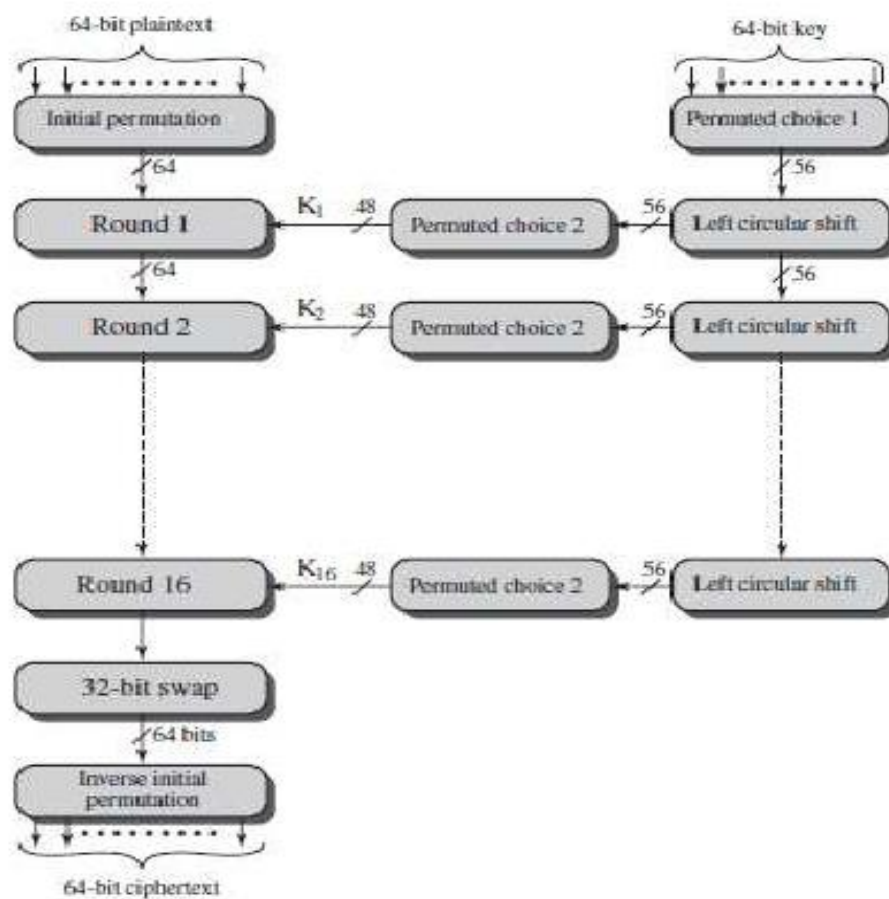 64-bit plaintext
64-bit key
Initial permutation
Permuted choice 1
64
56
Round 1
K1
48
Permuted choice 2
56
Left circular shift
64
56
Round 2
K2
48
Permuted choice 2
56
Left circular shift
Round 16
K16
48
Permuted choice 2
56
Left circular shift
32-bit swap
64 bits
Inverse initial
permutation
64-bit ciphertext